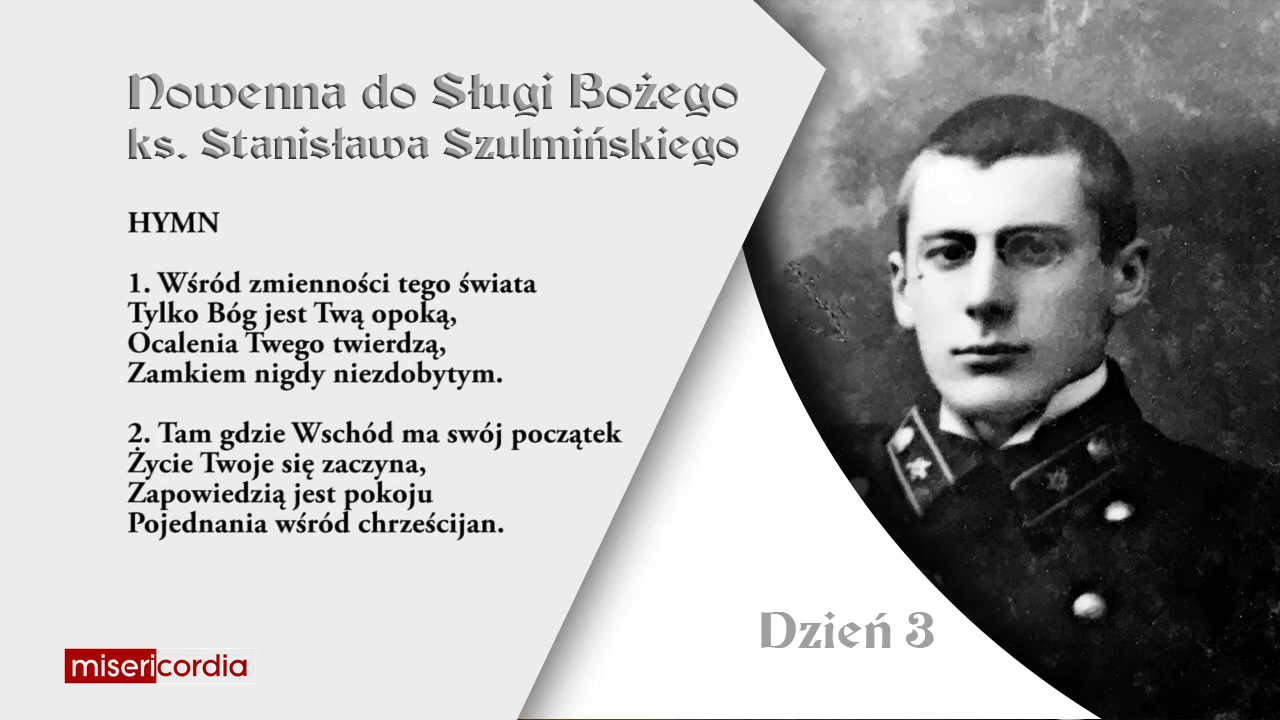 Nowenna do Sługi Bożego
ks. Stanisława Szulmińskiego
HYMN
1. Wśród zmienności tego świata
Tylko Bóg jest Twą opoką,
Ocalenia Twego twierdzą,
Zamkiem nigdy niezdobytym.
2. Tam gdzie Wschód ma swój początek
Życie Twoje się zaczyna,
Zapowiedzią jest pokoju
Pojednania wśród chrześcijan.
Dzień 3
misericordia